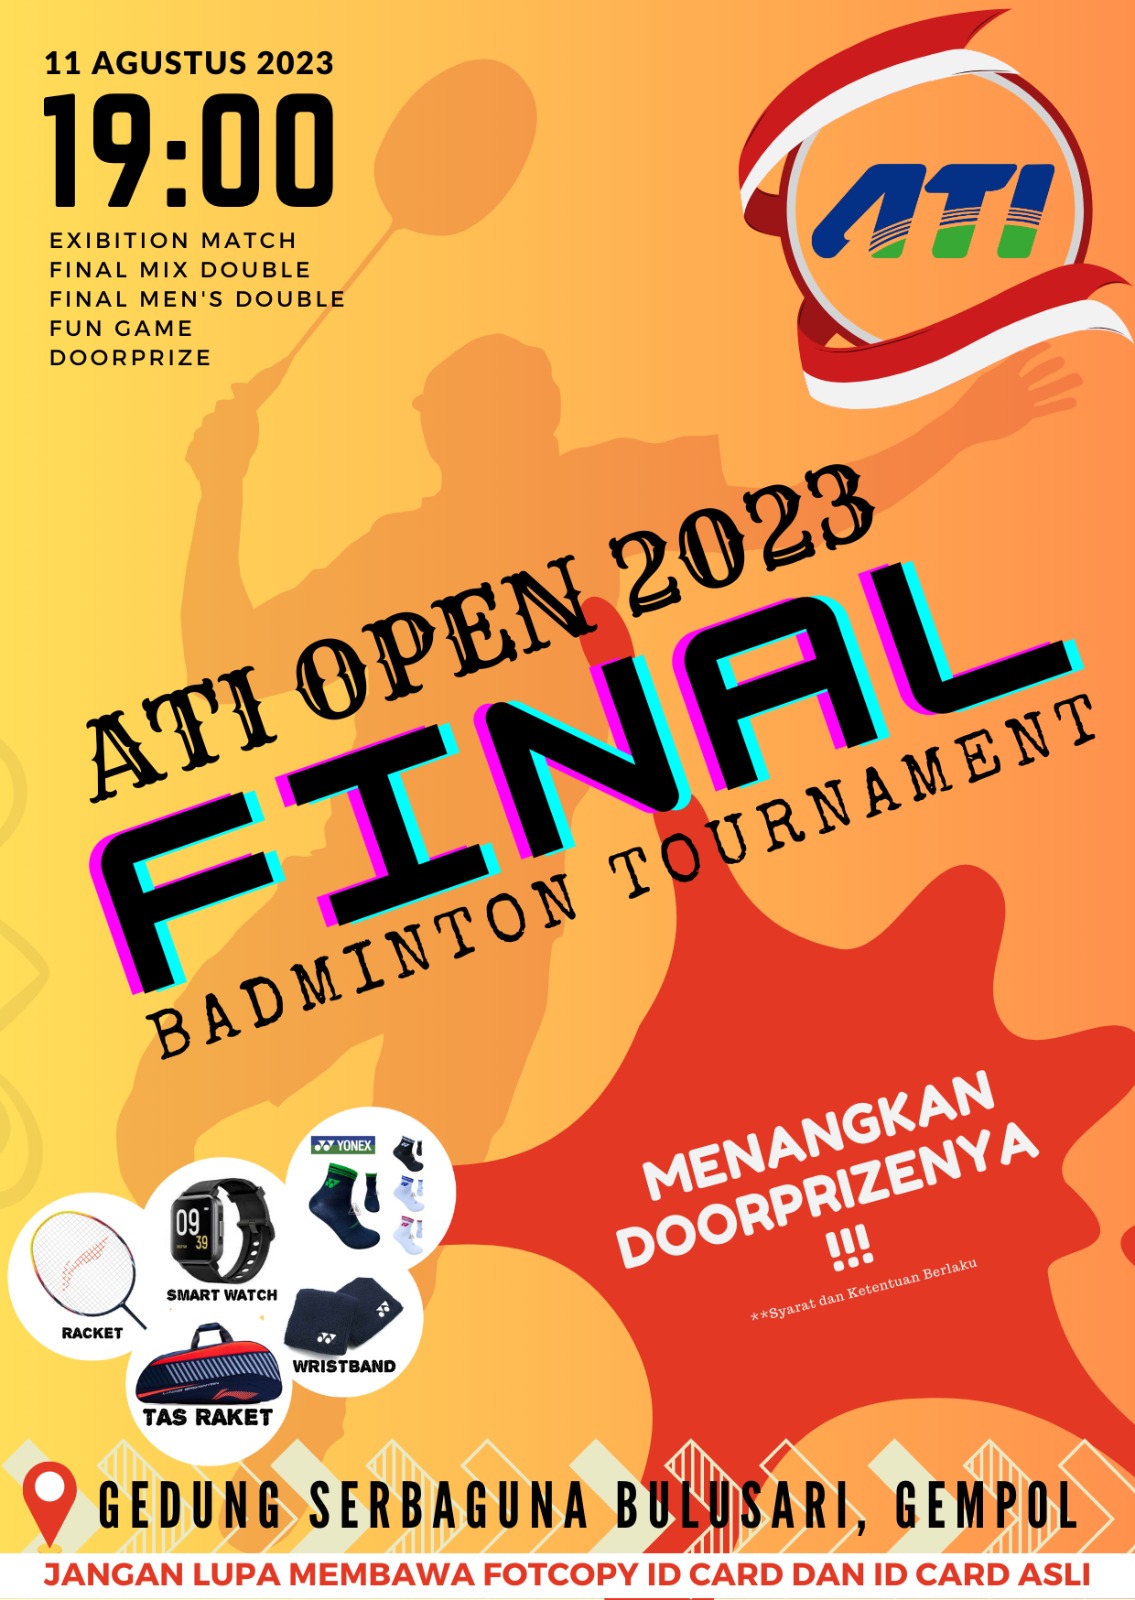 11 AGUSTUS 2023
19:00
EXIBITION MATCH
FINAL MIX DOUBLE
FINAL MEN'S DOUBLE
FUN GAME
DOORPRIZE
ATI
ATI OPEN 2023
FINAL
BADMINTON TOURNAMENT
MENANGKAN
DOORPRIZENYA
!!!
**Syarat dan Ketentuan Berlaku
YONEX
09
39
SMART WATCH
RACKET
WRISTBAND
TAS RAKET
GEDUNG SERBAGUNA BULUSARI, GEMPOL
JANGAN LUPA MEMBAWA FOTCOPY ID CARD DAN ID CARD ASLI